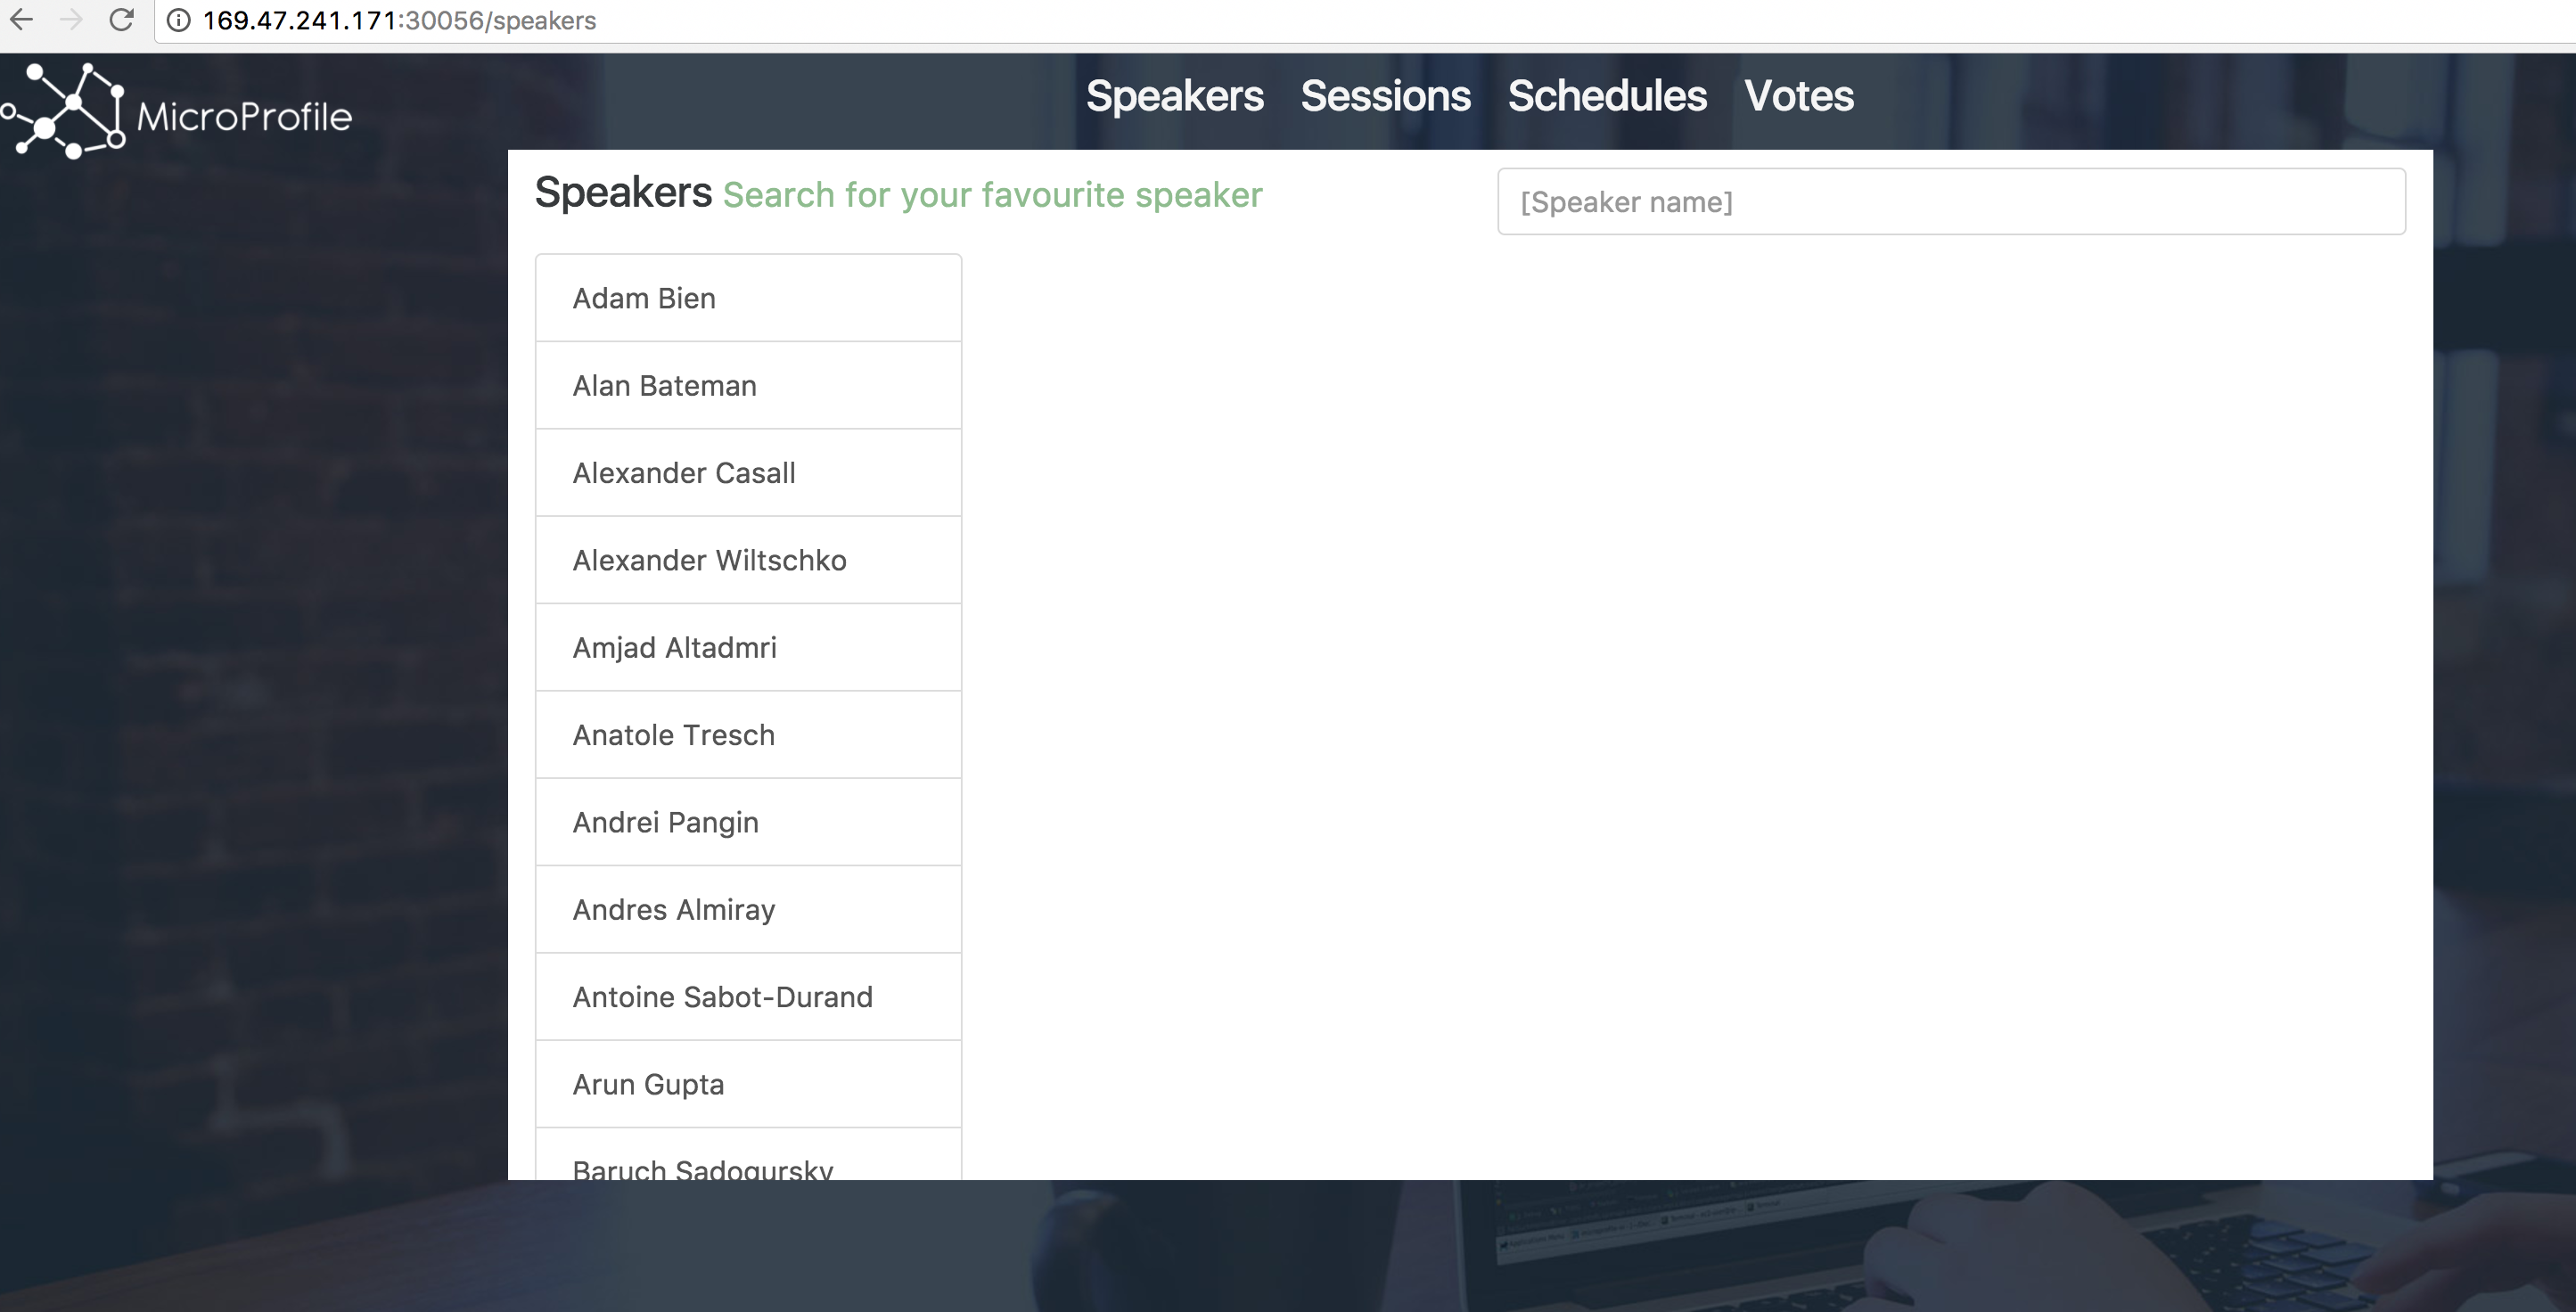 169.47.241.171:30056/speakers
MicroProfile
Speakers Sessions Schedules Votes
Speakers Search for your favourite speaker
[Speaker name]
Adam Bien
Alan Bateman
Alexander Casall
Alexander Wiltschko
Amjad Altadmri
Anatole Tresch
Andrei Pangin
Andres Almiray
Antoine Sabot-Durand
Arun Gupta
Baruch Sadogursky